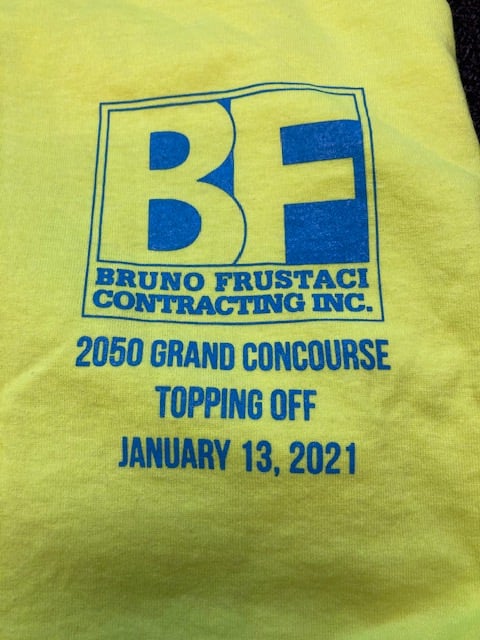 BF
BRUNO FRUSTACI
CONTRACTING INC.
2050 GRAND CONCOURSE
TOPPING OFF
JANUARY 13, 2021